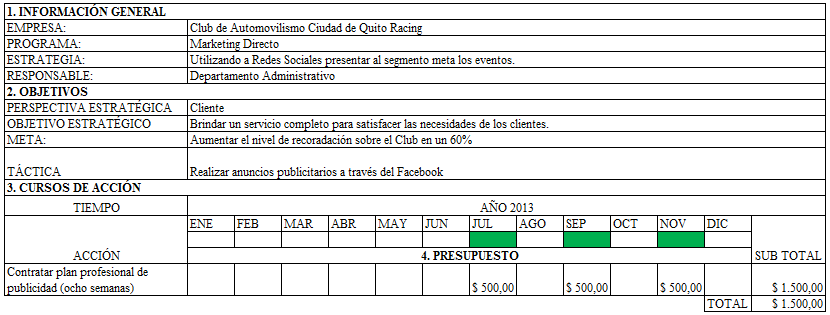 1. INFORMACIÓN GENERAL
EMPRESA: Club de Automovilismo Ciudad de Quito Racing
PROGRAMA: Marketing Directo
ESTRATEGIA: Utilizando a Redes Sociales presentar al segmento meta los eventos.
RESPONSABLE: Departamento Administrativo
2. OBJETIVOS
PERSPECTIVA ESTRATÉGICA Cliente
OBJETIVO ESTRATÉGICO Brindar un servicio completo para satisfacer las necesidades de los clientes.
META: Aumentar el nivel de recoradación sobre el Club en un 60%
TÁCTICA Realizar anuncios publicitarios a través del Facebook
3. CURSOS DE ACCIÓN
TIEMPO AÑO 2013
ENE FEB MAR ABR MAY JUN JUL AGO SEP OCT NOV DIC
ACCIÓN 4. PRESUPUESTO SUB TOTAL
Contratar plan profesional de
publicidad (ocho semanas) $ 500,00 $ 500,00 $ 500,00 $ 1.500,00
TOTAL $ 1.500,00